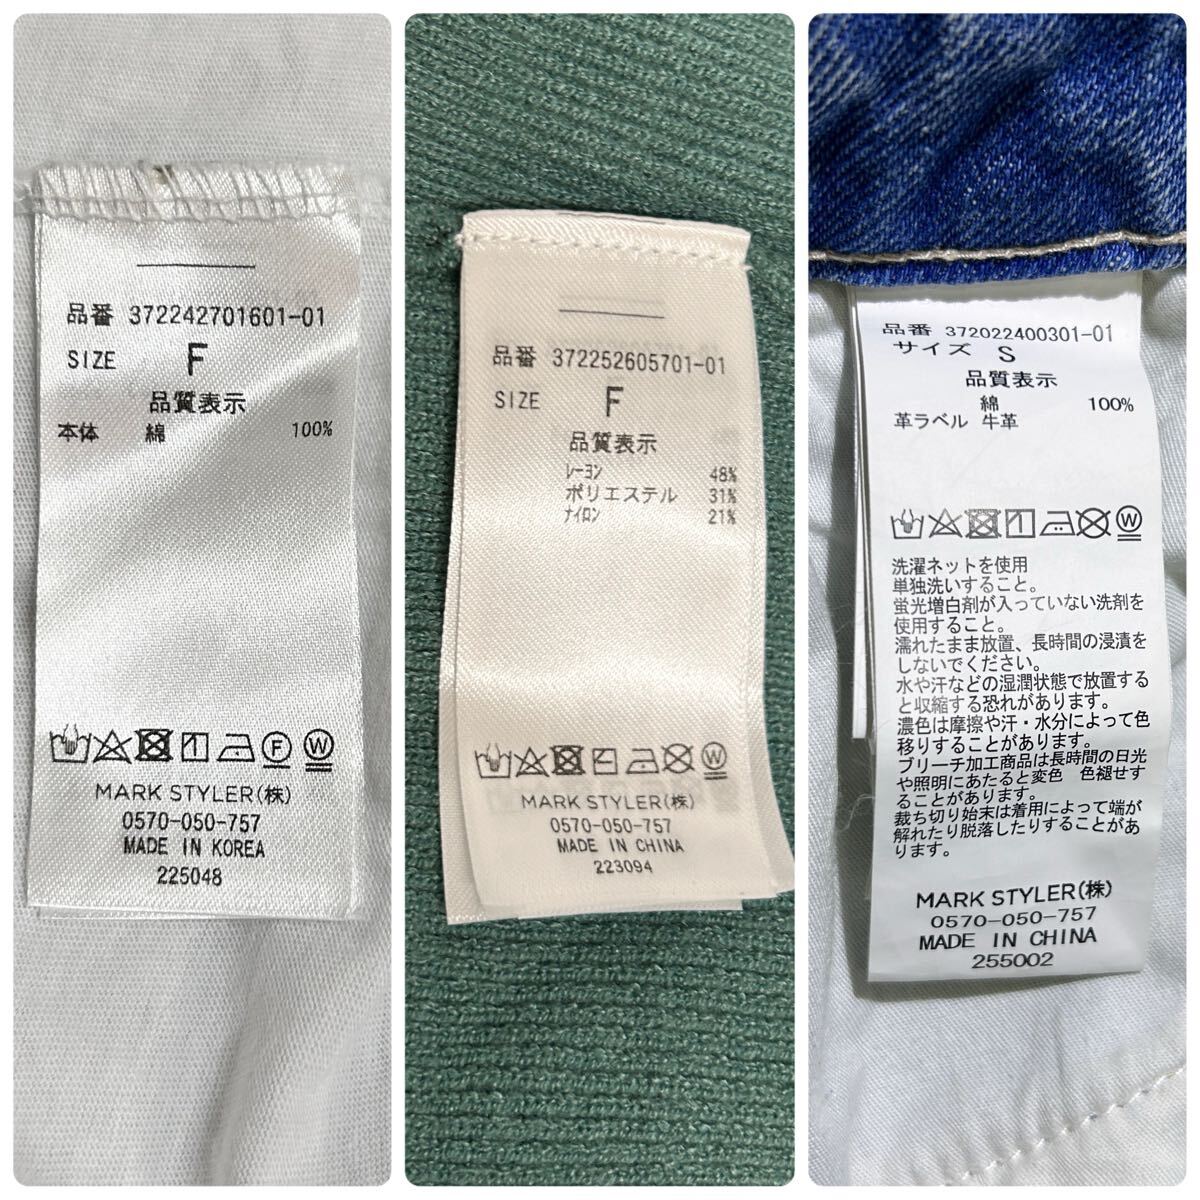 品番 372242701601-01
SIZE F
品質表示
本体 綿 100%
MARK STYLER(株)
0570-050-757
MADE IN KOREA
225048
品番 372252605701-01
SIZE F
品質表示
ﾚｰﾖﾝ 48%
ポリエステル 31%
ﾅｲﾛﾝ 21%
MARK STYLER(株)
0570-050-757
MADE IN CHINA
223094
品番 372022400301-01
サイズ S
品質表示
綿 100%
革ラベル 牛革
洗濯ネットを使用
単独洗いすること。
蛍光増白剤が入っていない洗剤を
使用すること。
濡れたまま放置、長時間の浸漬を
しないでください。
水や汗などの湿潤状態で放置する
と収縮する恐れがあります。
濃色は摩擦や汗・水分によって色
移りすることがあります。
ブリーチ加工商品は長時間の日光
や照明にあたると変色 色褪せす
ることがあります。
裁ち切り始末は着用によって端が
解れたり脱落したりすることがあ
ります。
MARK STYLER(株)
0570-050-757
MADE IN CHINA
255002